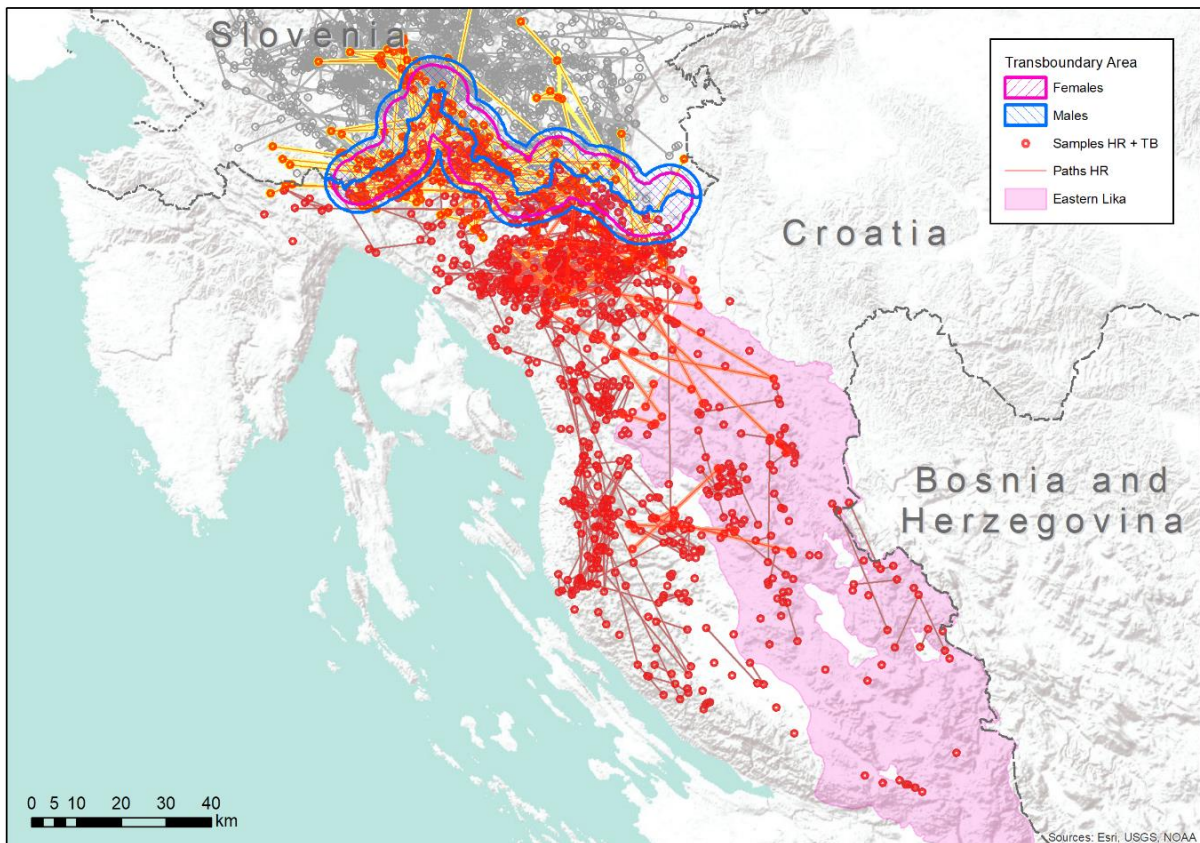 Slovenia
Transboundary Area
Females
Males
Samples HR + TB
Paths HR
Eastern Lika
Croatia
Bosnia and
Herzegovina
0 5 10 20 30 40
km
Sources: Esri, USGS, NOAA